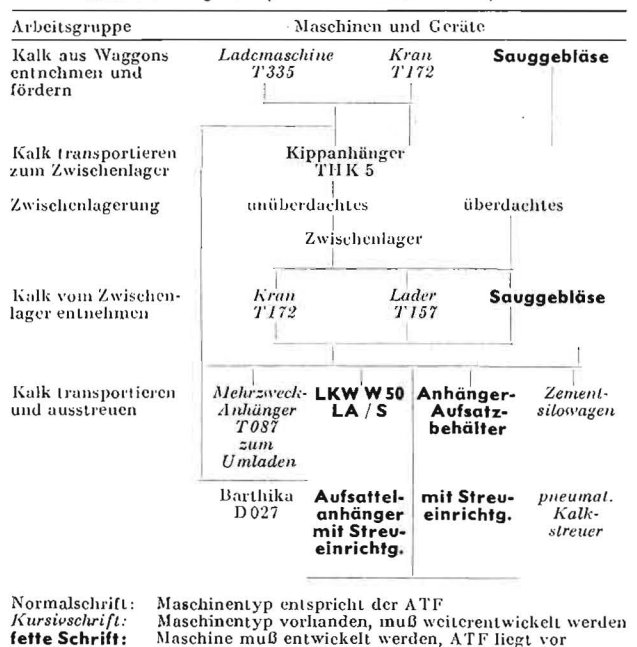 Arbeitsgruppe Maschinen und Geräte
Kalk aus Waggons Lademaschine Kran Sauggebläse
entnehmen und T335 T172
fördern
Kalk transportieren Kippanhänger
zum Zwischenlager THK 5
Zwischenlagerung unüberdachtes überdachtes
Zwischenlager
Kalk vom Zwischen- Kran Lader Sauggebläse
lager entnehmen T172 T157
Kalk transportieren Mehrzweck- LKW W 50 Anhänger- Zement-
und ausstreuen Anhänger LA / S Aufsatz- silowagen
T087 behälter
zum
Umladen
Barthika Aufsattel- mit Streu- pneumat.
D 027 anhänger einrichtg. Kalk-
mit Streu- streuer
einrichtg.
Normalschrift: Maschinentyp entspricht der ATF
Kursivschrift: Maschinentyp vorhanden, muß weiterentwickelt werden
fette Schrift: Maschine muß entwickelt werden, ATF liegt vor